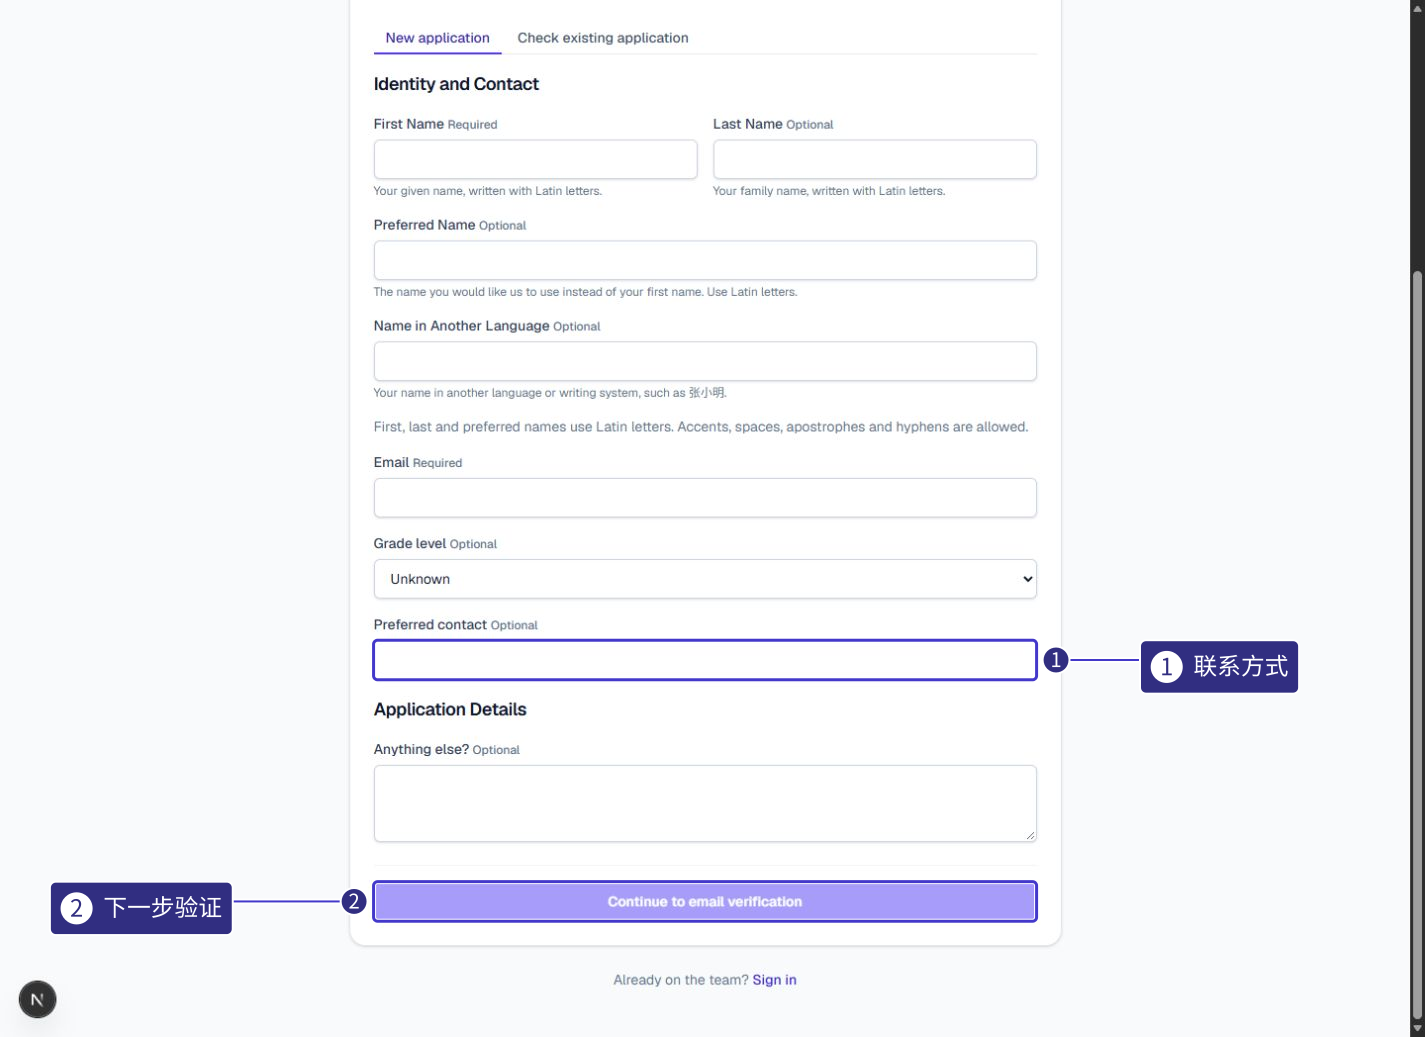 New application Check existing application
Identity and Contact
First Name Required Last Name Optional
Your given name, written with Latin letters. Your family name, written with Latin letters.
Preferred Name Optional
The name you would like us to use instead of your first name. Use Latin letters.
Name in Another Language Optional
Your name in another language or writing system, such as 张小明.
First, last and preferred names use Latin letters. Accents, spaces, apostrophes and hyphens are allowed.
Email Required
Grade level Optional
Unknown
Preferred contact Optional
1 1 联系方式
Application Details
Anything else? Optional
2 下一步验证 2 Continue to email verification
Already on the team? Sign in
N